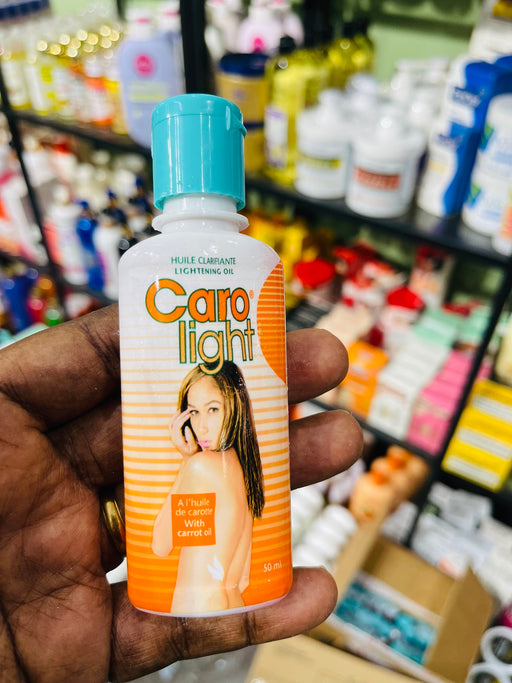 HUILE CLARIFIANTE
LIGHTENING OIL
Caro
light
A l'huile
de carotte
With
carrot oil
50 ml